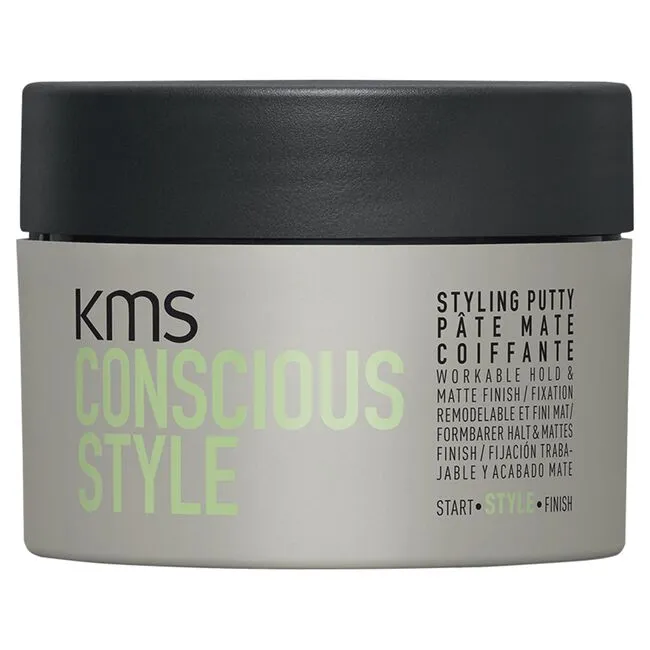 KMS
CONSCIOUS
STYLE
STYLING PUTTY
PÂTE MATE
COIFFANTE
WORKABLE HOLD &
MATTE FINISH / FIXATION
REMODELABLE ET FINI MAT/
FORMBARER HALT & MATTES
FINISH / FIJACIÓN TRABA-
JABLE Y ACABADO MATE
START • STYLE • FINISH